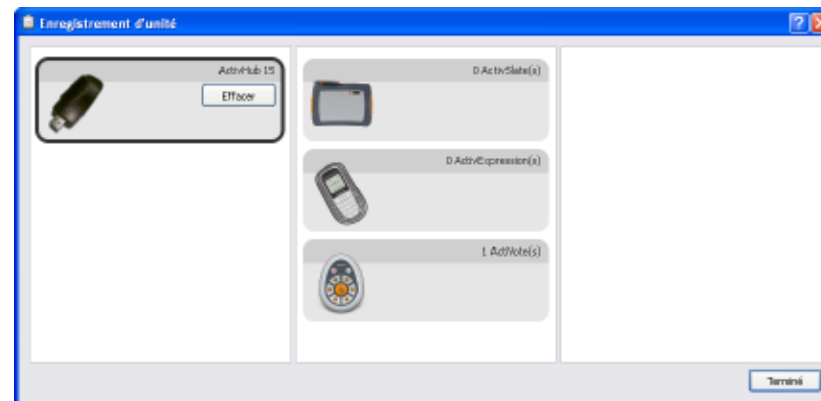 Enregistrement d'unité
ActivHub 15
Effacer
0 ActivSlate(s)
0 ActivExpression(s)
1 ActiVote(s)
Terminé